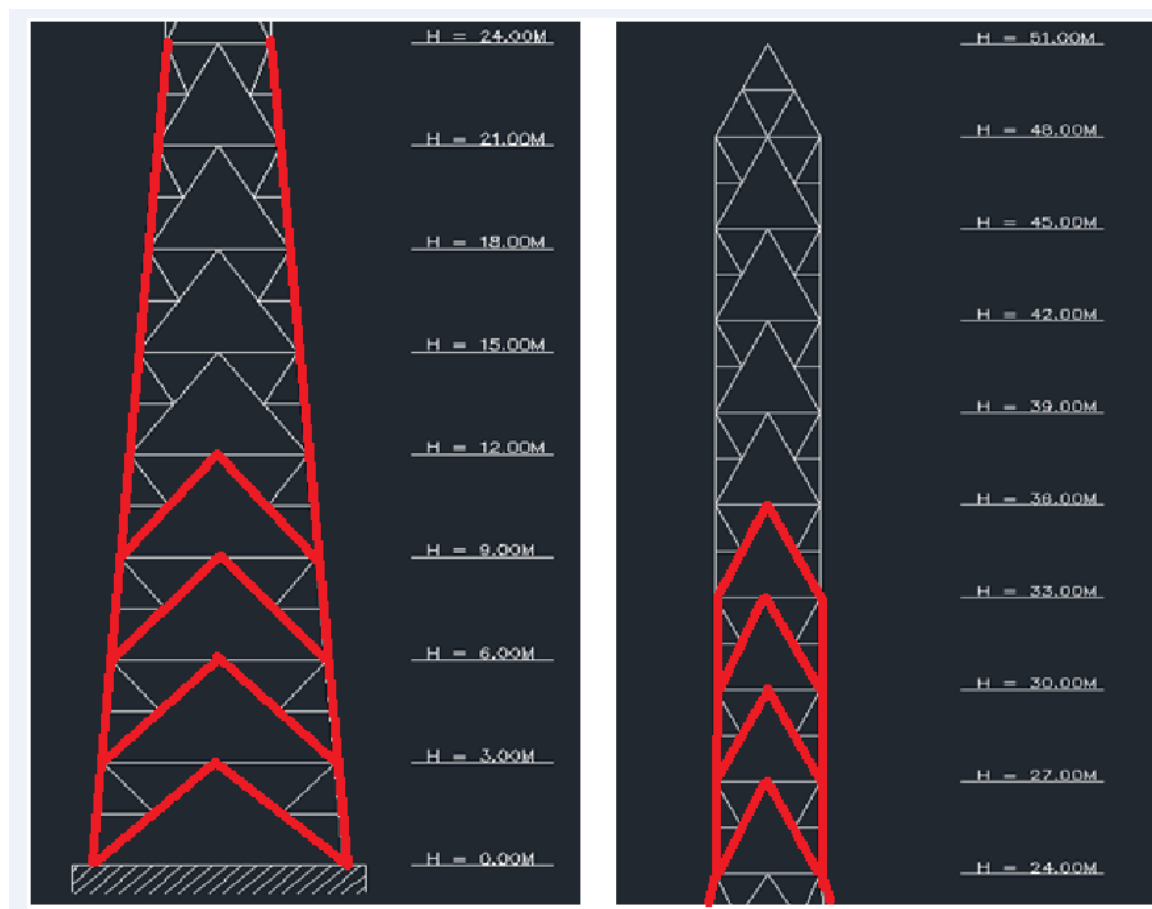 H = 24.00M
H = 21.00M
H = 18.00M
H = 15.00M
H = 12.00M
H = 9.00M
H = 6.00M
H = 3.00M
H = 0.00M
H = 51.00M
H = 48.00M
H = 45.00M
H = 42.00M
H = 39.00M
H = 38.00M
H = 33.00M
H = 30.00M
H = 27.00M
H = 24.00M